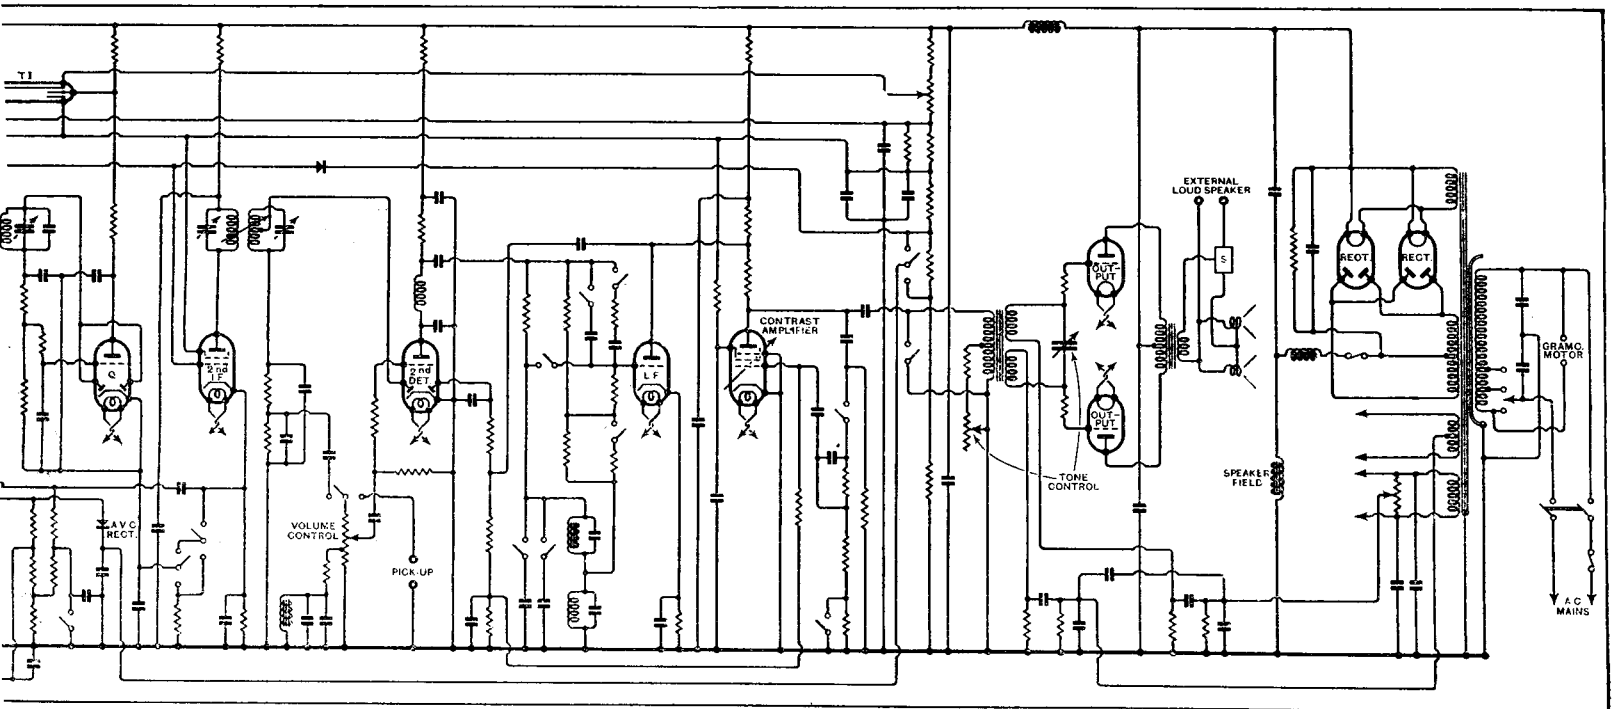 T I
EXTERNAL
LOUD SPEAKER
S
RECT.
RECT.
OUT-
PUT
CONTRAST
AMPLIFIER
GRAMO.
MOTOR
Q
2nd
I.F.
2nd
DET.
L F
OUT-
PUT
TONE
CONTROL
SPEAKER
FIELD
A.V.C.
RECT.
VOLUME
CONTROL
PICK-UP
A C
MAINS